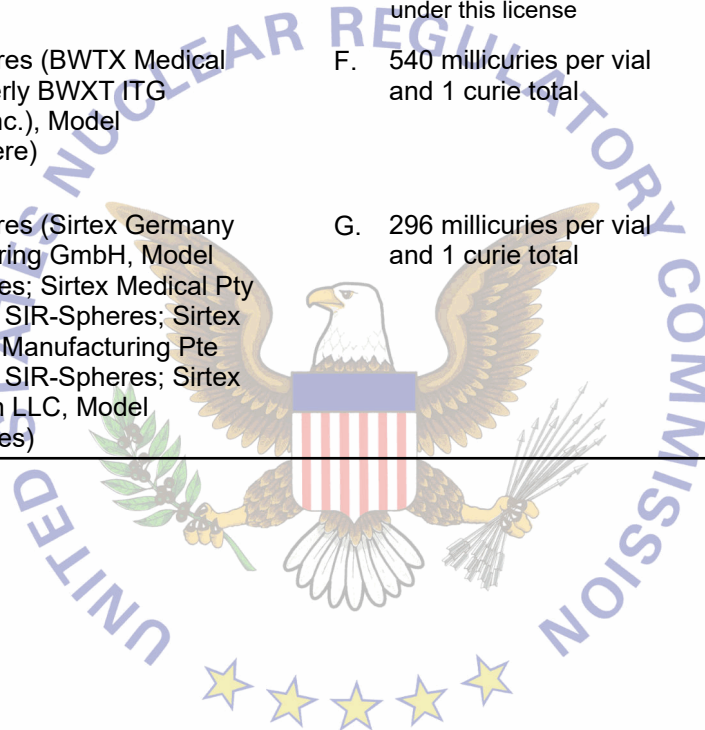 under this license
res (BWTX Medical
erly BWXT ITG
nc.), Model
ere)
F. 540 millicuries per vial
and 1 curie total
res (Sirtex Germany
ring GmbH, Model
es; Sirtex Medical Pty
SIR-Spheres; Sirtex
Manufacturing Pte
SIR-Spheres; Sirtex
n LLC, Model
es)
G. 296 millicuries per vial
and 1 curie total
UNITED STATES NUCLEAR REGULATORY COMMISSION